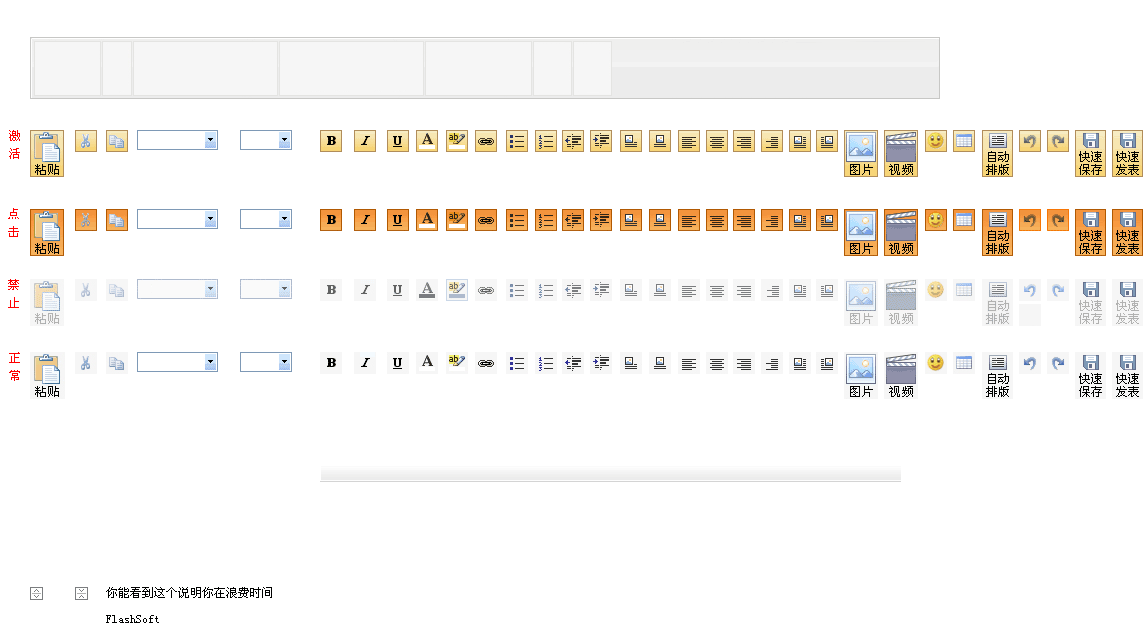 激活
粘贴
B I U A ab 图片 视频 自动排版 快速保存 快速发表
点击
粘贴
B I U A ab 图片 视频 自动排版 快速保存 快速发表
禁止
粘贴
B I U A ab 图片 视频 自动排版 快速保存 快速发表
正常
粘贴
B I U A ab 图片 视频 自动排版 快速保存 快速发表
你能看到这个说明你在浪费时间
FlashSoft